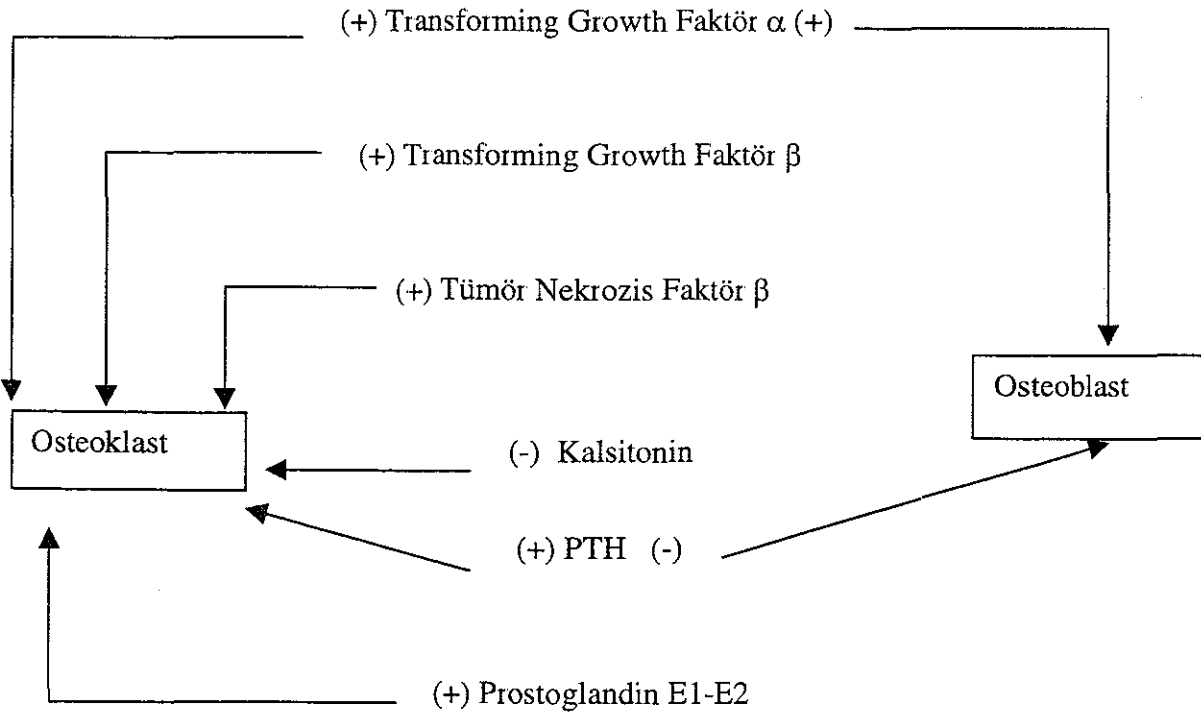 (+) Transforming Growth Faktör α (+)
(+) Transforming Growth Faktör β
(+) Tümör Nekrozis Faktör β
Osteoblast
Osteoklast
(-) Kalsitonin
(+) PTH (-)
(+) Prostoglandin E1-E2